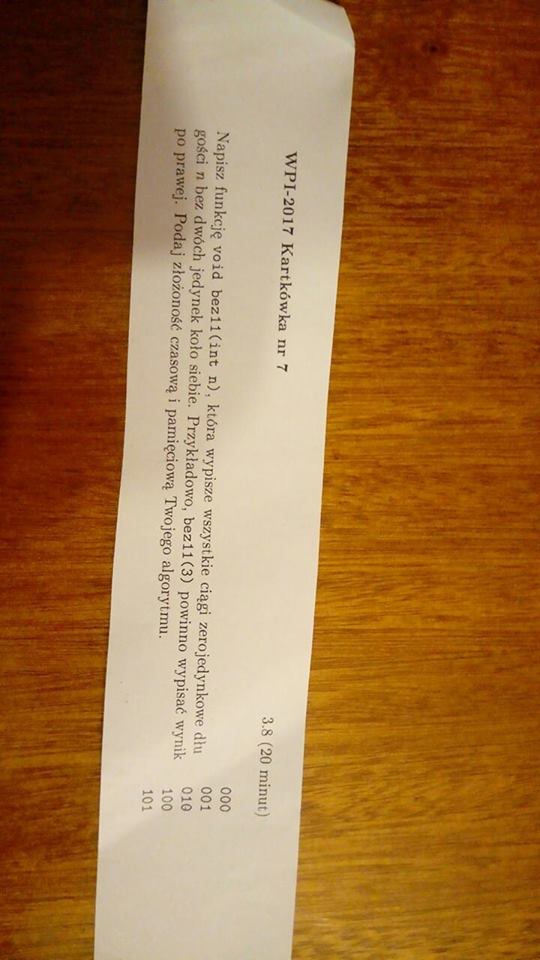 WPI-2017 Kartkówka nr 7
3.8 (20 minut)
Napisz funkcję void bez11(int n), która wypisze wszystkie ciągi zerojedynkowe dłu
gości n bez dwóch jedynek koło siebie. Przykładowo, bez11(3) powinno wypisać wynik
po prawej. Podaj złożoność czasową i pamięciową Twojego algorytmu.
000
001
010
100
101